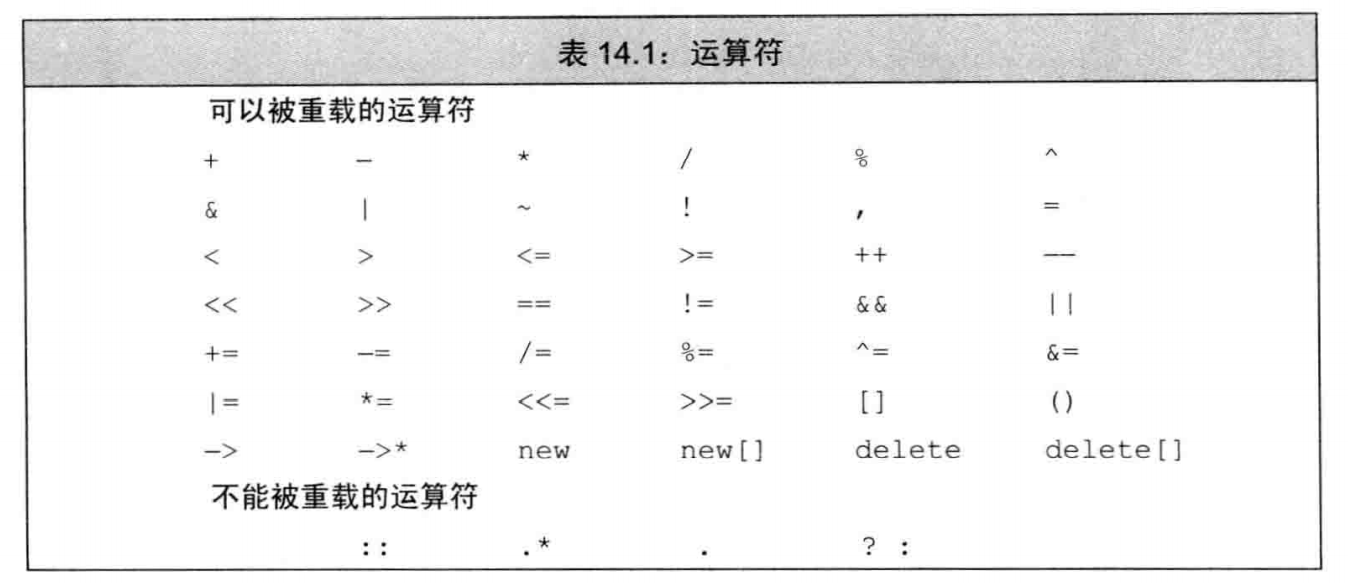 表 14.1：运算符
可以被重载的运算符
+ - * / % ^
& | ~ ! , =
< > <= >= ++ --
<< >> == != && ||
+= -= /= %= ^= &=
|= *= <<= >>= [] ()
-> ->* new new[] delete delete[]
不能被重载的运算符
:: .* . ? :